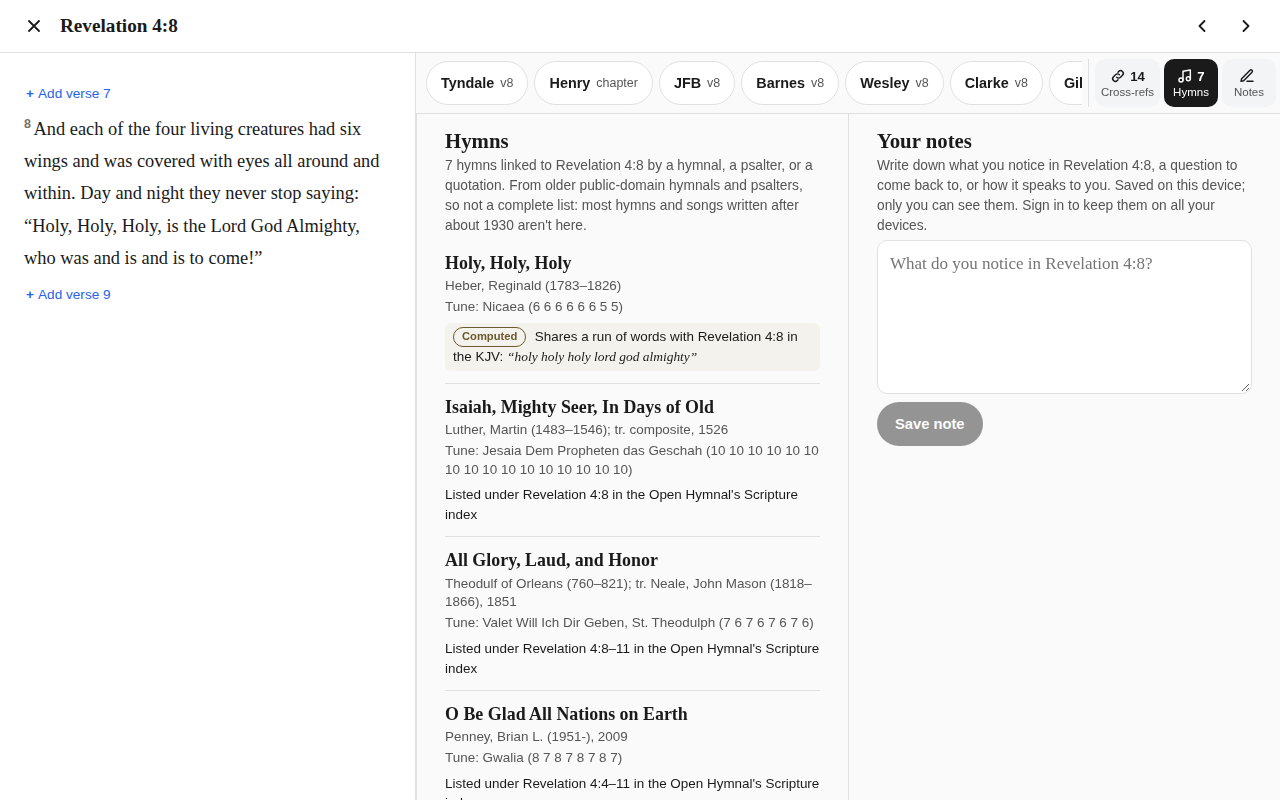 Revelation 4:8
+ Add verse 7
8 And each of the four living creatures had six
wings and was covered with eyes all around and
within. Day and night they never stop saying:
“Holy, Holy, Holy, is the Lord God Almighty,
who was and is and is to come!”
+ Add verse 9
Tyndale v8
Henry chapter
JFB v8
Barnes v8
Wesley v8
Clarke v8
Gil
14
Cross-refs
7
Hymns
Notes
Hymns
7 hymns linked to Revelation 4:8 by a hymnal, a psalter, or a
quotation. From older public-domain hymnals and psalters,
so not a complete list: most hymns and songs written after
about 1930 aren't here.
Holy, Holy, Holy
Heber, Reginald (1783–1826)
Tune: Nicaea (6 6 6 6 6 6 5 5)
Computed Shares a run of words with Revelation 4:8 in
the KJV: “holy holy holy lord god almighty”
Isaiah, Mighty Seer, In Days of Old
Luther, Martin (1483–1546); tr. composite, 1526
Tune: Jesaia Dem Propheten das Geschah (10 10 10 10 10 10
10 10 10 10 10 10 10 10 10 10)
Listed under Revelation 4:8 in the Open Hymnal's Scripture
index
All Glory, Laud, and Honor
Theodulf of Orleans (760–821); tr. Neale, John Mason (1818–
1866), 1851
Tune: Valet Will Ich Dir Geben, St. Theodulph (7 6 7 6 7 6 7 6)
Listed under Revelation 4:8–11 in the Open Hymnal's Scripture
index
O Be Glad All Nations on Earth
Penney, Brian L. (1951-), 2009
Tune: Gwalia (8 7 8 7 8 7 8 7)
Listed under Revelation 4:4–11 in the Open Hymnal's Scripture
Your notes
Write down what you notice in Revelation 4:8, a question to
come back to, or how it speaks to you. Saved on this device;
only you can see them. Sign in to keep them on all your
devices.
What do you notice in Revelation 4:8?
Save note